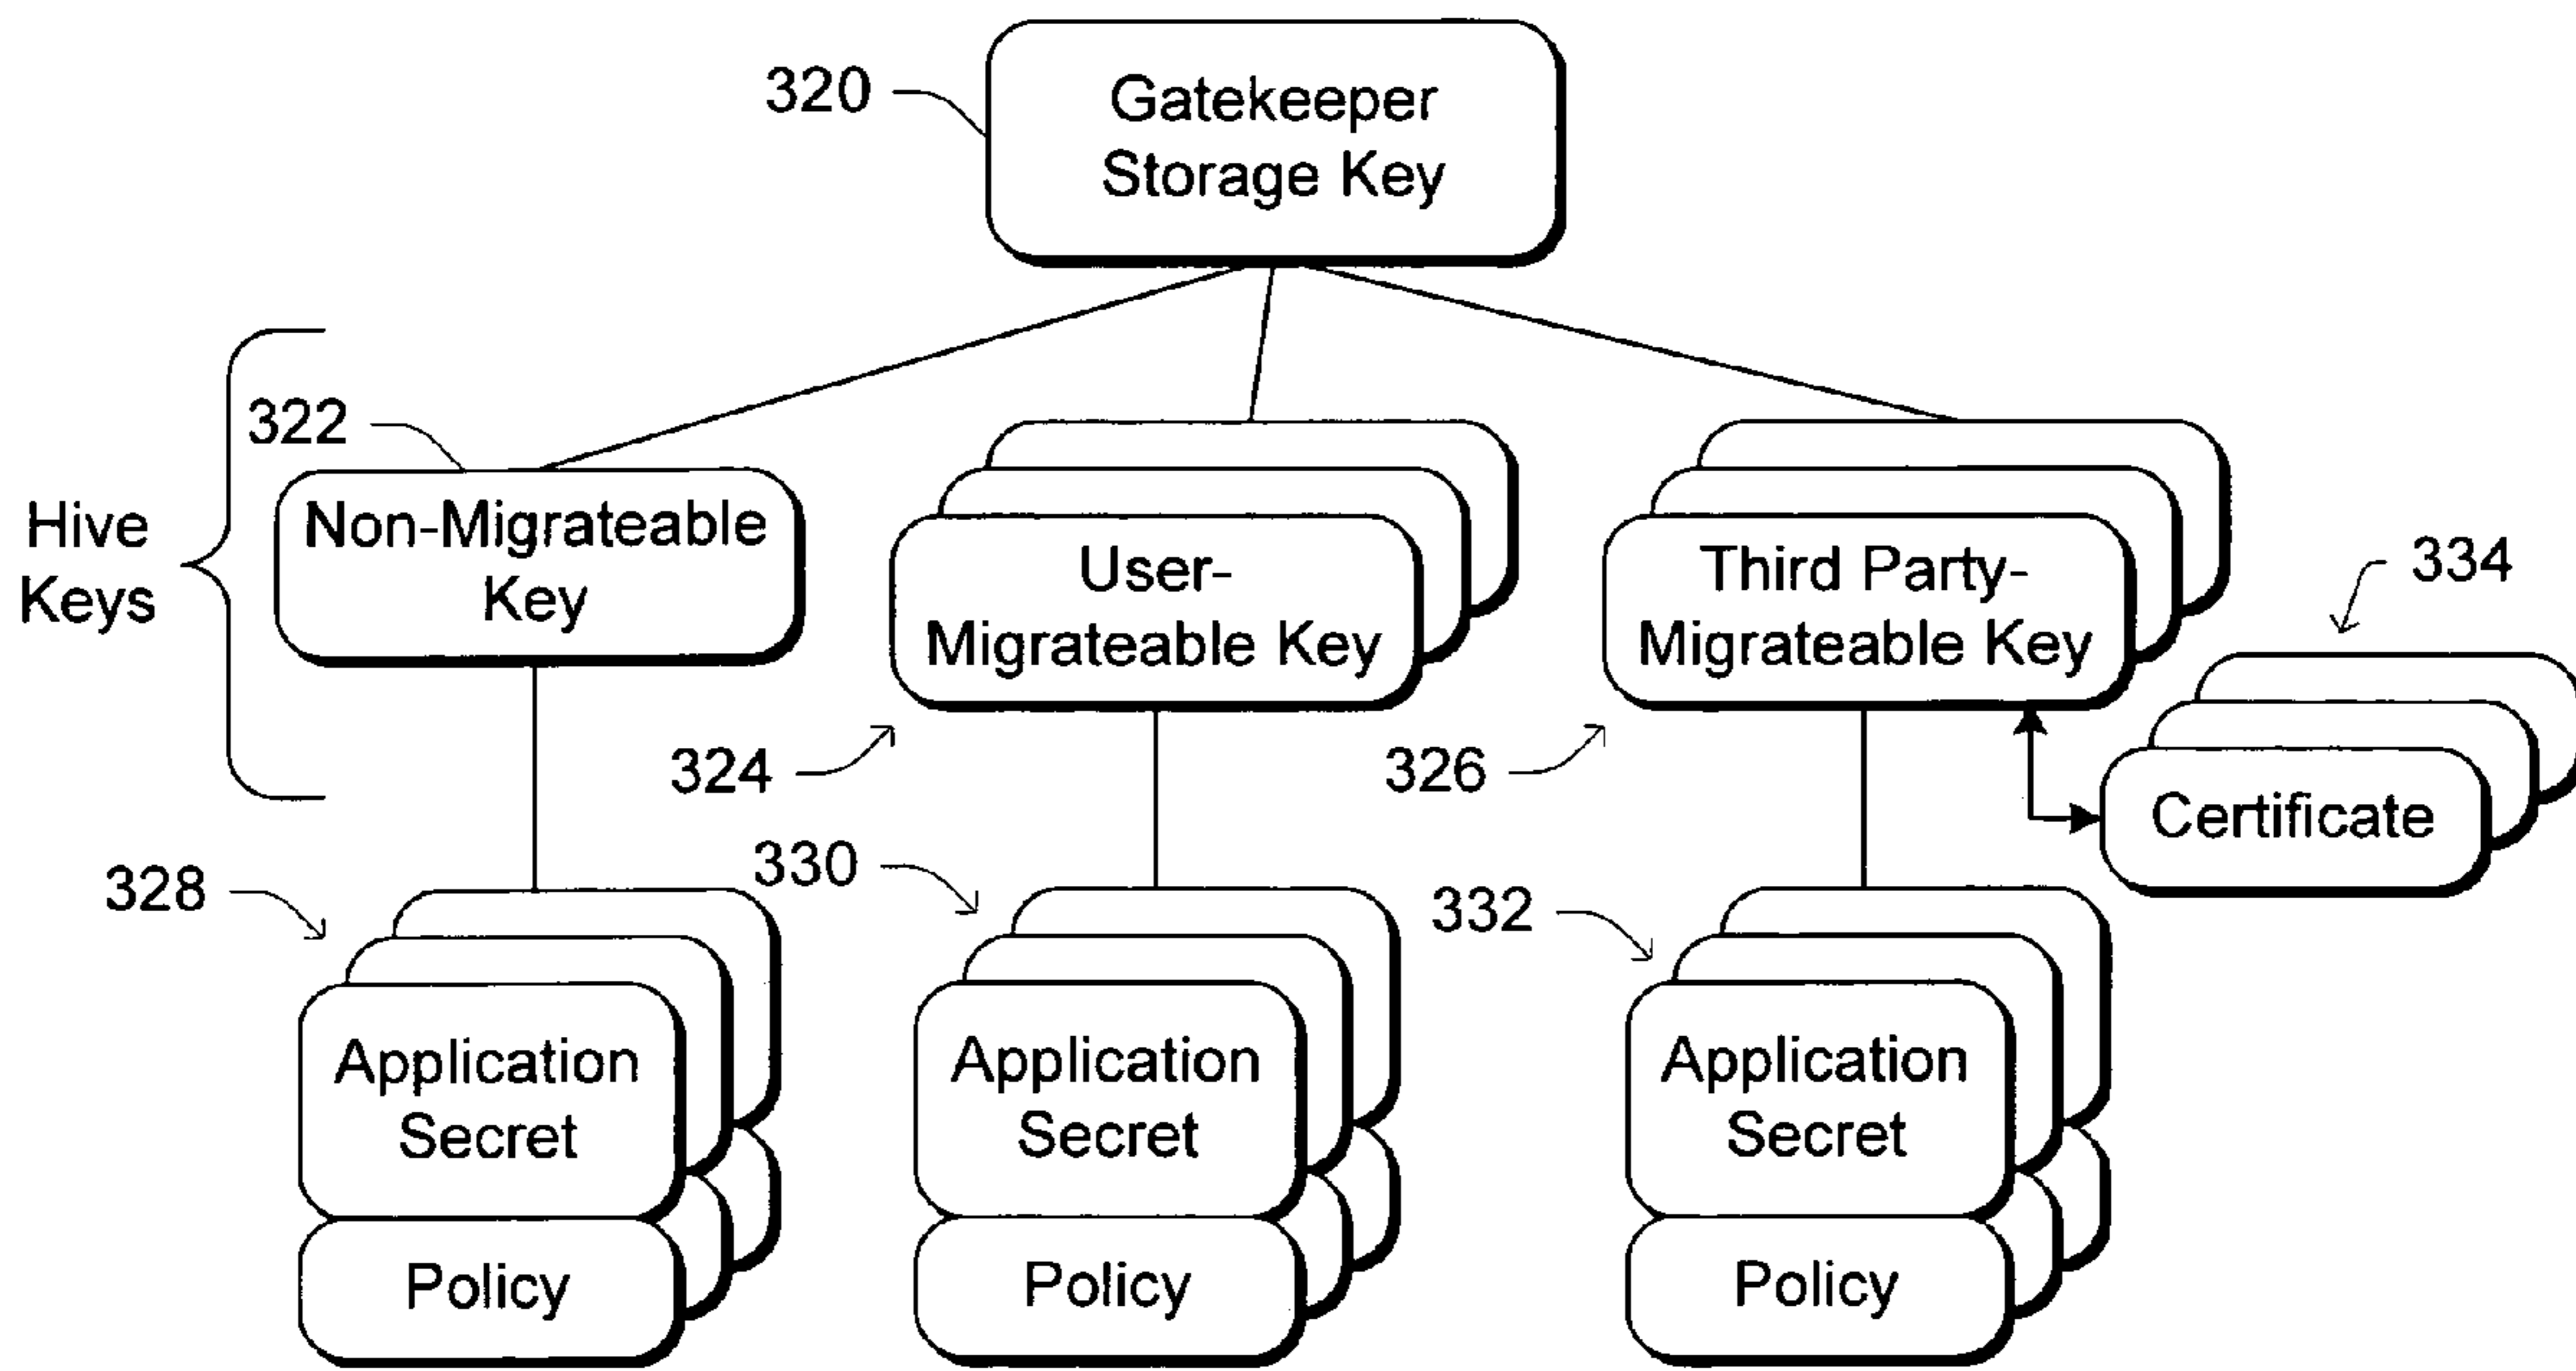 320
Gatekeeper
Storage Key
Hive
Keys
322
Non-Migrateable
Key
324
User-
Migrateable Key
326
Third Party-
Migrateable Key
334
Certificate
328
Application
Secret
Policy
330
Application
Secret
Policy
332
Application
Secret
Policy